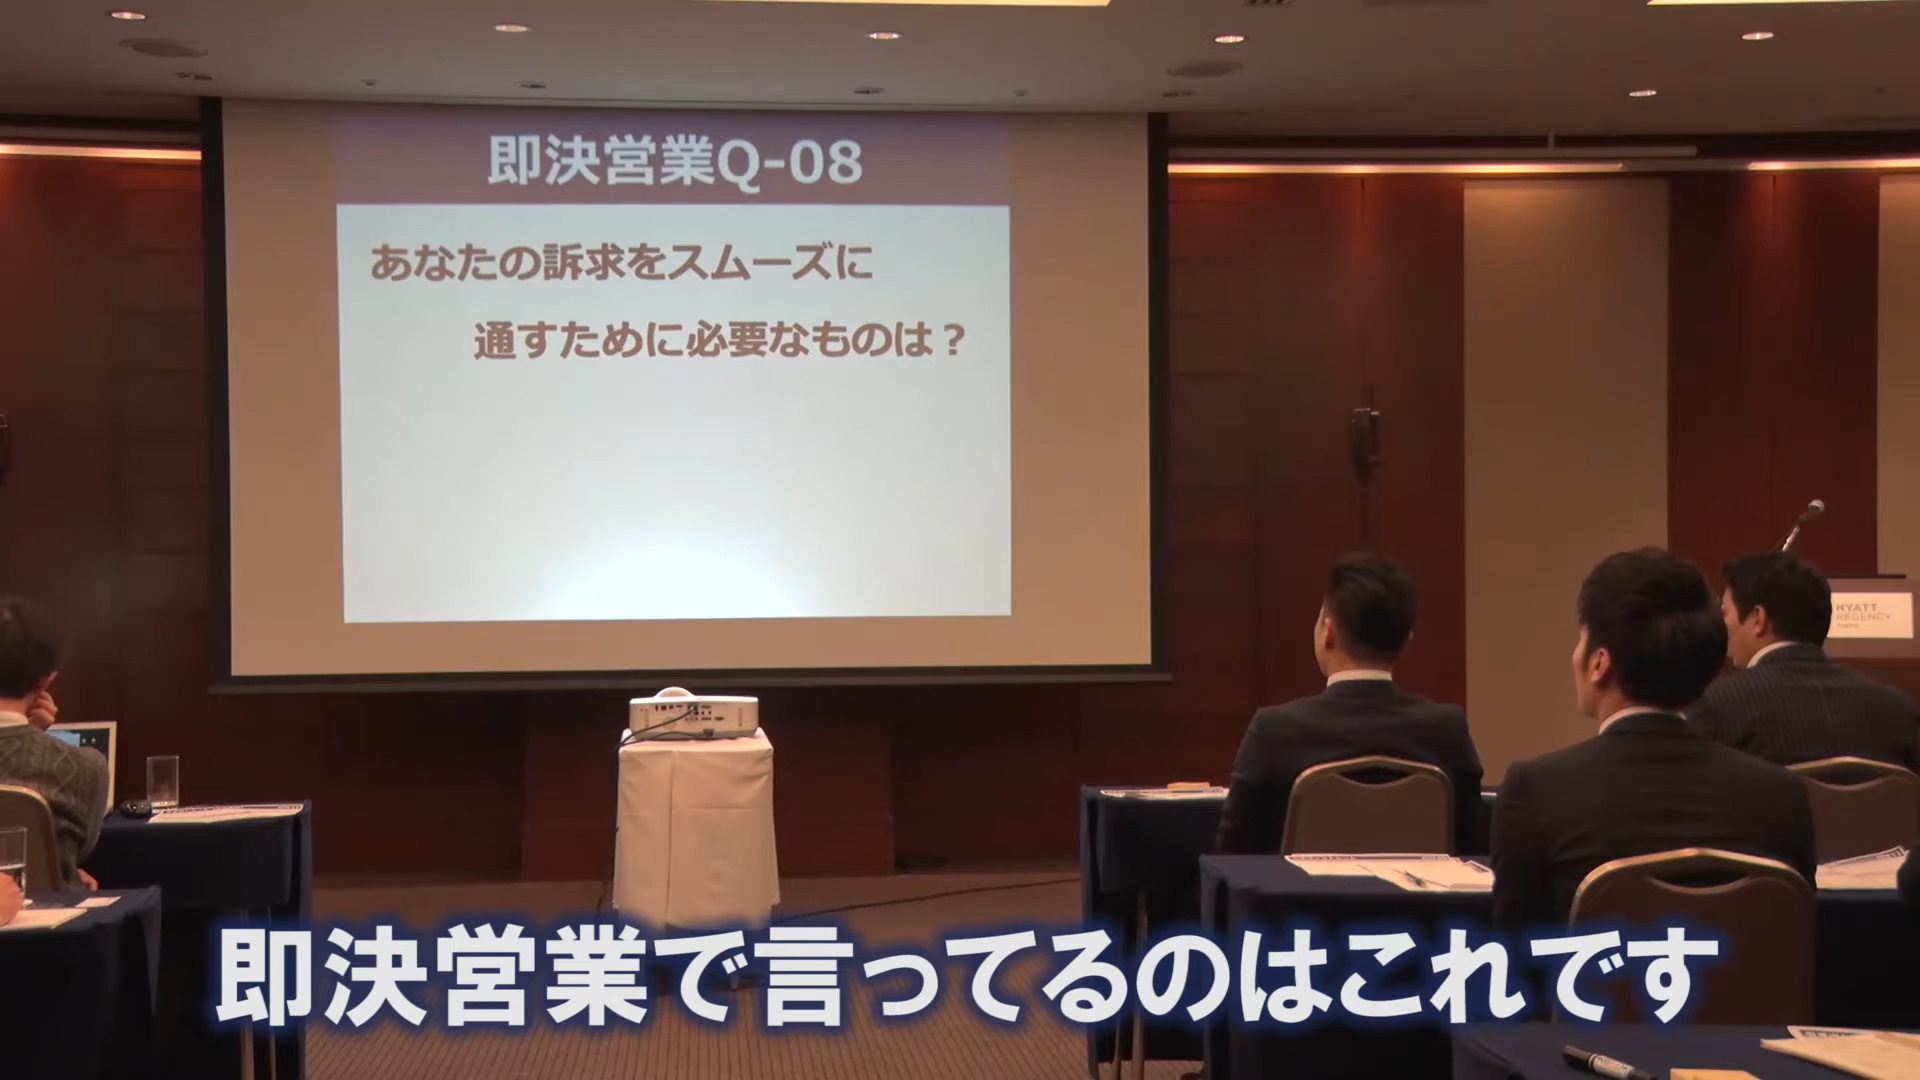 即決営業Q-08
あなたの訴求をスムーズに
通すために必要なものは?
HYATT
REGENCY
即決営業で言ってるのはこれです